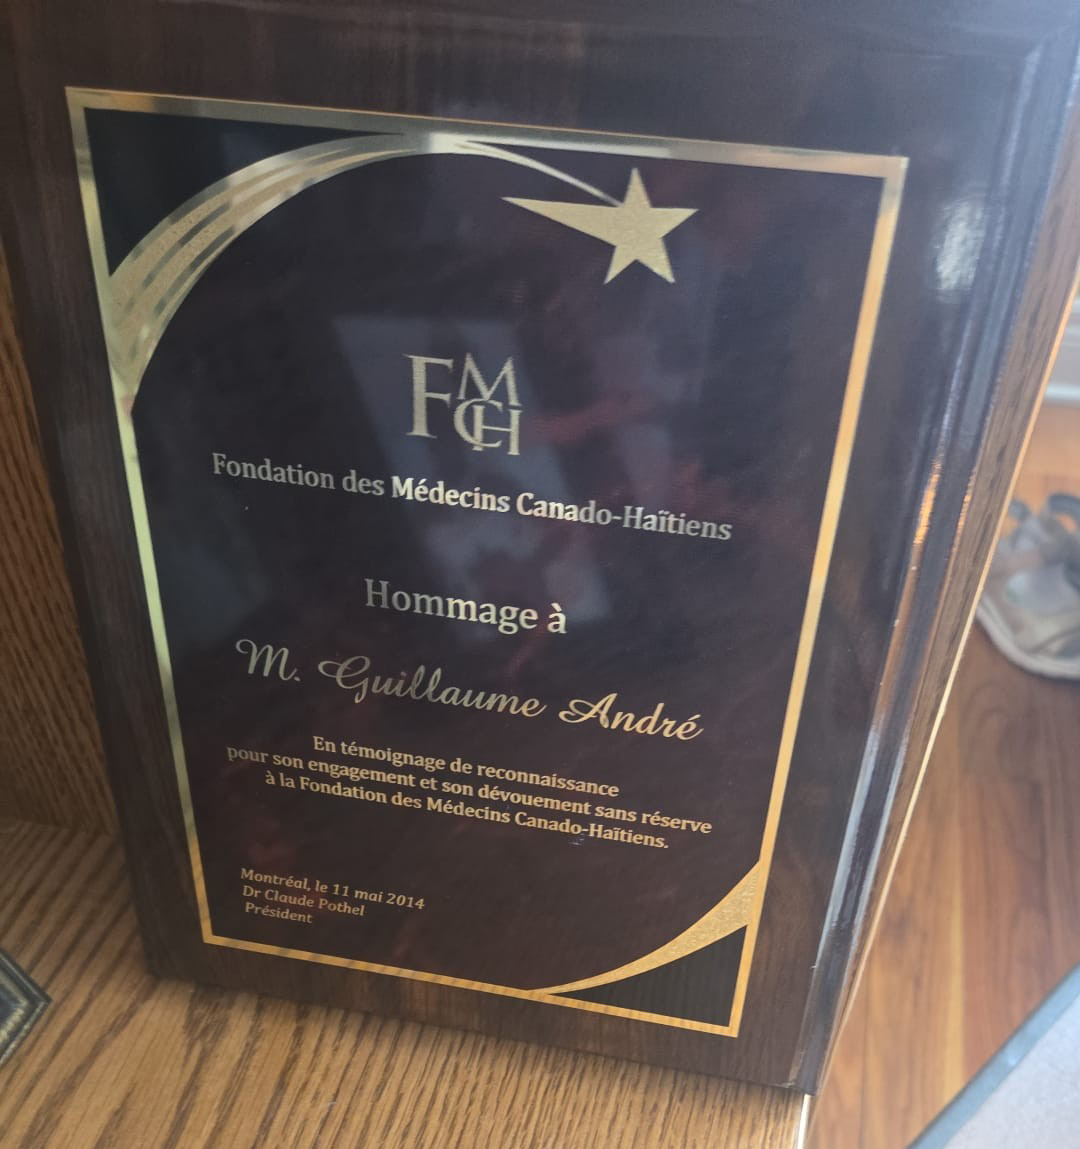 FMCH
Fondation des Médecins Canado-Haïtiens
Hommage à
M. Guillaume André
En témoignage de reconnaissance
pour son engagement et son dévouement sans réserve
à la Fondation des Médecins Canado-Haïtiens.
Montréal, le 11 mai 2014
Dr Claude Pothel
Président